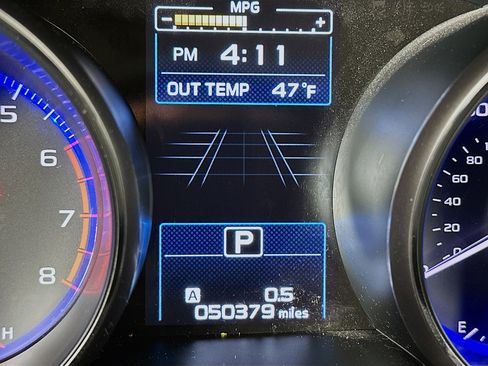 MPG
- +
PM 4:11
OUT TEMP 47°F
5
6
7
8
H
P
A 0.5
050379 miles
80
60
40
20
0
E